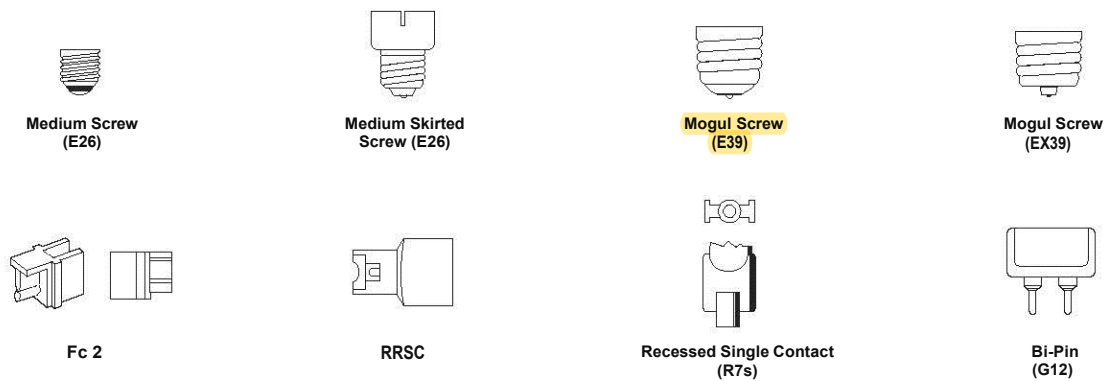 Medium Screw
(E26)
Medium Skirted
Screw (E26)
Mogul Screw
(E39)
Mogul Screw
(EX39)
Fc 2
RRSC
Recessed Single Contact
(R7s)
Bi-Pin
(G12)